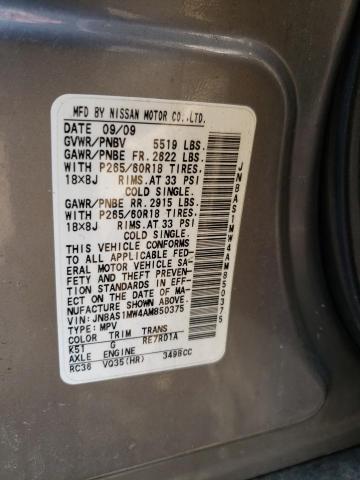 MFD BY NISSAN MOTOR CO.,LTD.
DATE 09/09
GVWR/PNBV 5519 LBS.
GAWR/PNBE FR. 2822 LBS.
WITH P265/60R18 TIRES,
18×8J RIMS.AT 33 PSI
COLD SINGLE.
GAWR/PNBE RR.2915 LBS.
WITH P265/60R18 TIRES,
18×8J RIMS.AT 33 PSI
COLD SINGLE.
THIS VEHICLE CONFORMS
TO ALL APPLICABLE FED-
ERAL MOTOR VEHICLE SA-
FETY AND THEFT PREVEN-
TION STANDARDS IN EFF-
ECT ON THE DATE OF MA-
NUFACTURE SHOWN ABOVE.
VIN: JN8AS1MW4AM850375
TYPE: MPV
COLOR TRIM TRANS
K51 G RE7R01A
AXLE ENGINE
RC36 VQ35(HR) 3498CC
JN8AS1MW4AM850375